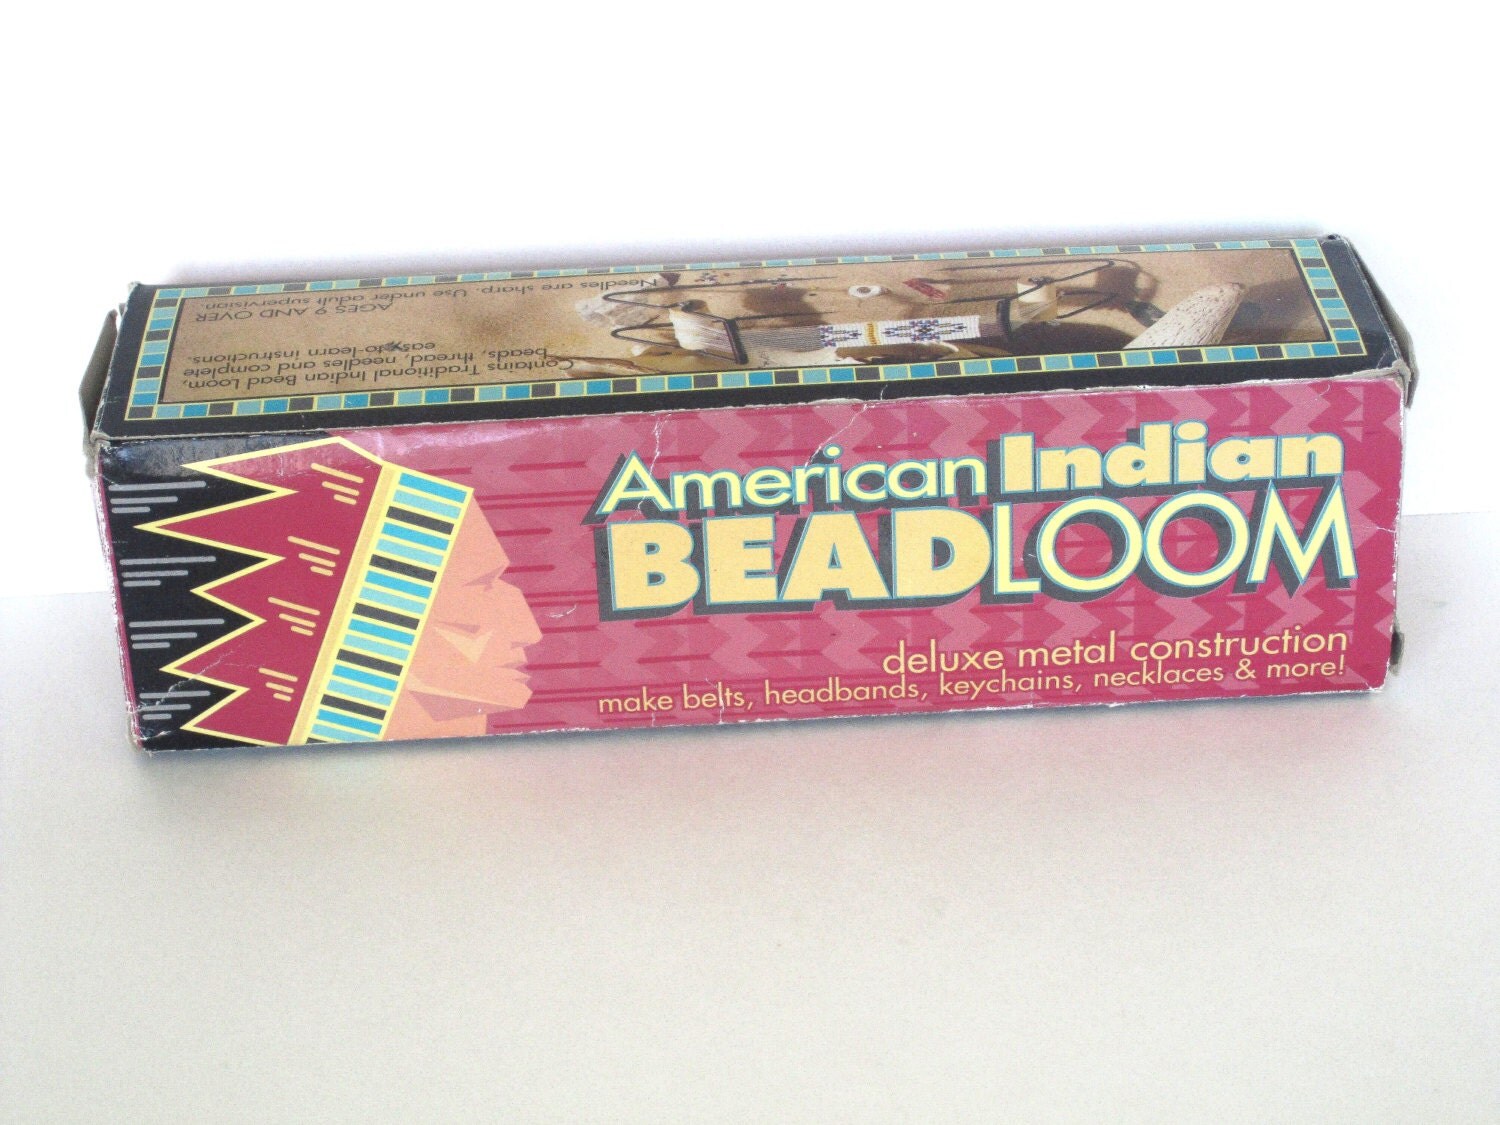 American Indian
BEADLOOM
deluxe metal construction
make belts, headbands, keychains, necklaces & more!
Contains Traditional Indian Bead Loom,
beads, thread, needles and complete
easy-to-learn instructions.
AGES 9 AND OVER
Needles are sharp. Use under adult supervision.